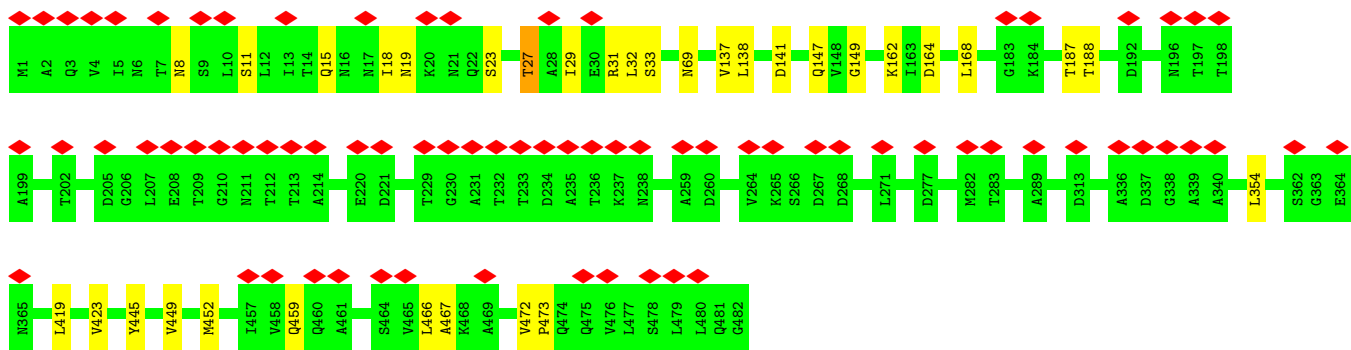 M1 A2 Q3 V4 I5 N6 T7 N8 S9 L10 S11 L12 I13 T14 Q15 N16 N17 I18 N19 K20 N21 Q22 S23 T27 A28 I29 E30 R31 L32 S33 N69 V137 L138 D141 Q147 V148 G149 K162 I163 D164 L168 G183 K184 T187 T188 D192 N196 T197 T198
A199 T202 D205 G206 L207 E208 T209 G210 N211 T212 T213 A214 E220 D221 T229 G230 A231 T232 T233 D234 A235 T236 K237 N238 A259 D260 V264 K265 S266 D267 D268 L271 D277 M282 T283 A289 D313 A336 D337 G338 A339 A340 L354 S362 G363 E364
N365 L419 V423 Y445 V449 M452 I457 V458 Q459 Q460 A461 S464 V465 L466 A467 K468 A469 V472 P473 Q474 Q475 V476 L477 S478 L479 L480 Q481 G482